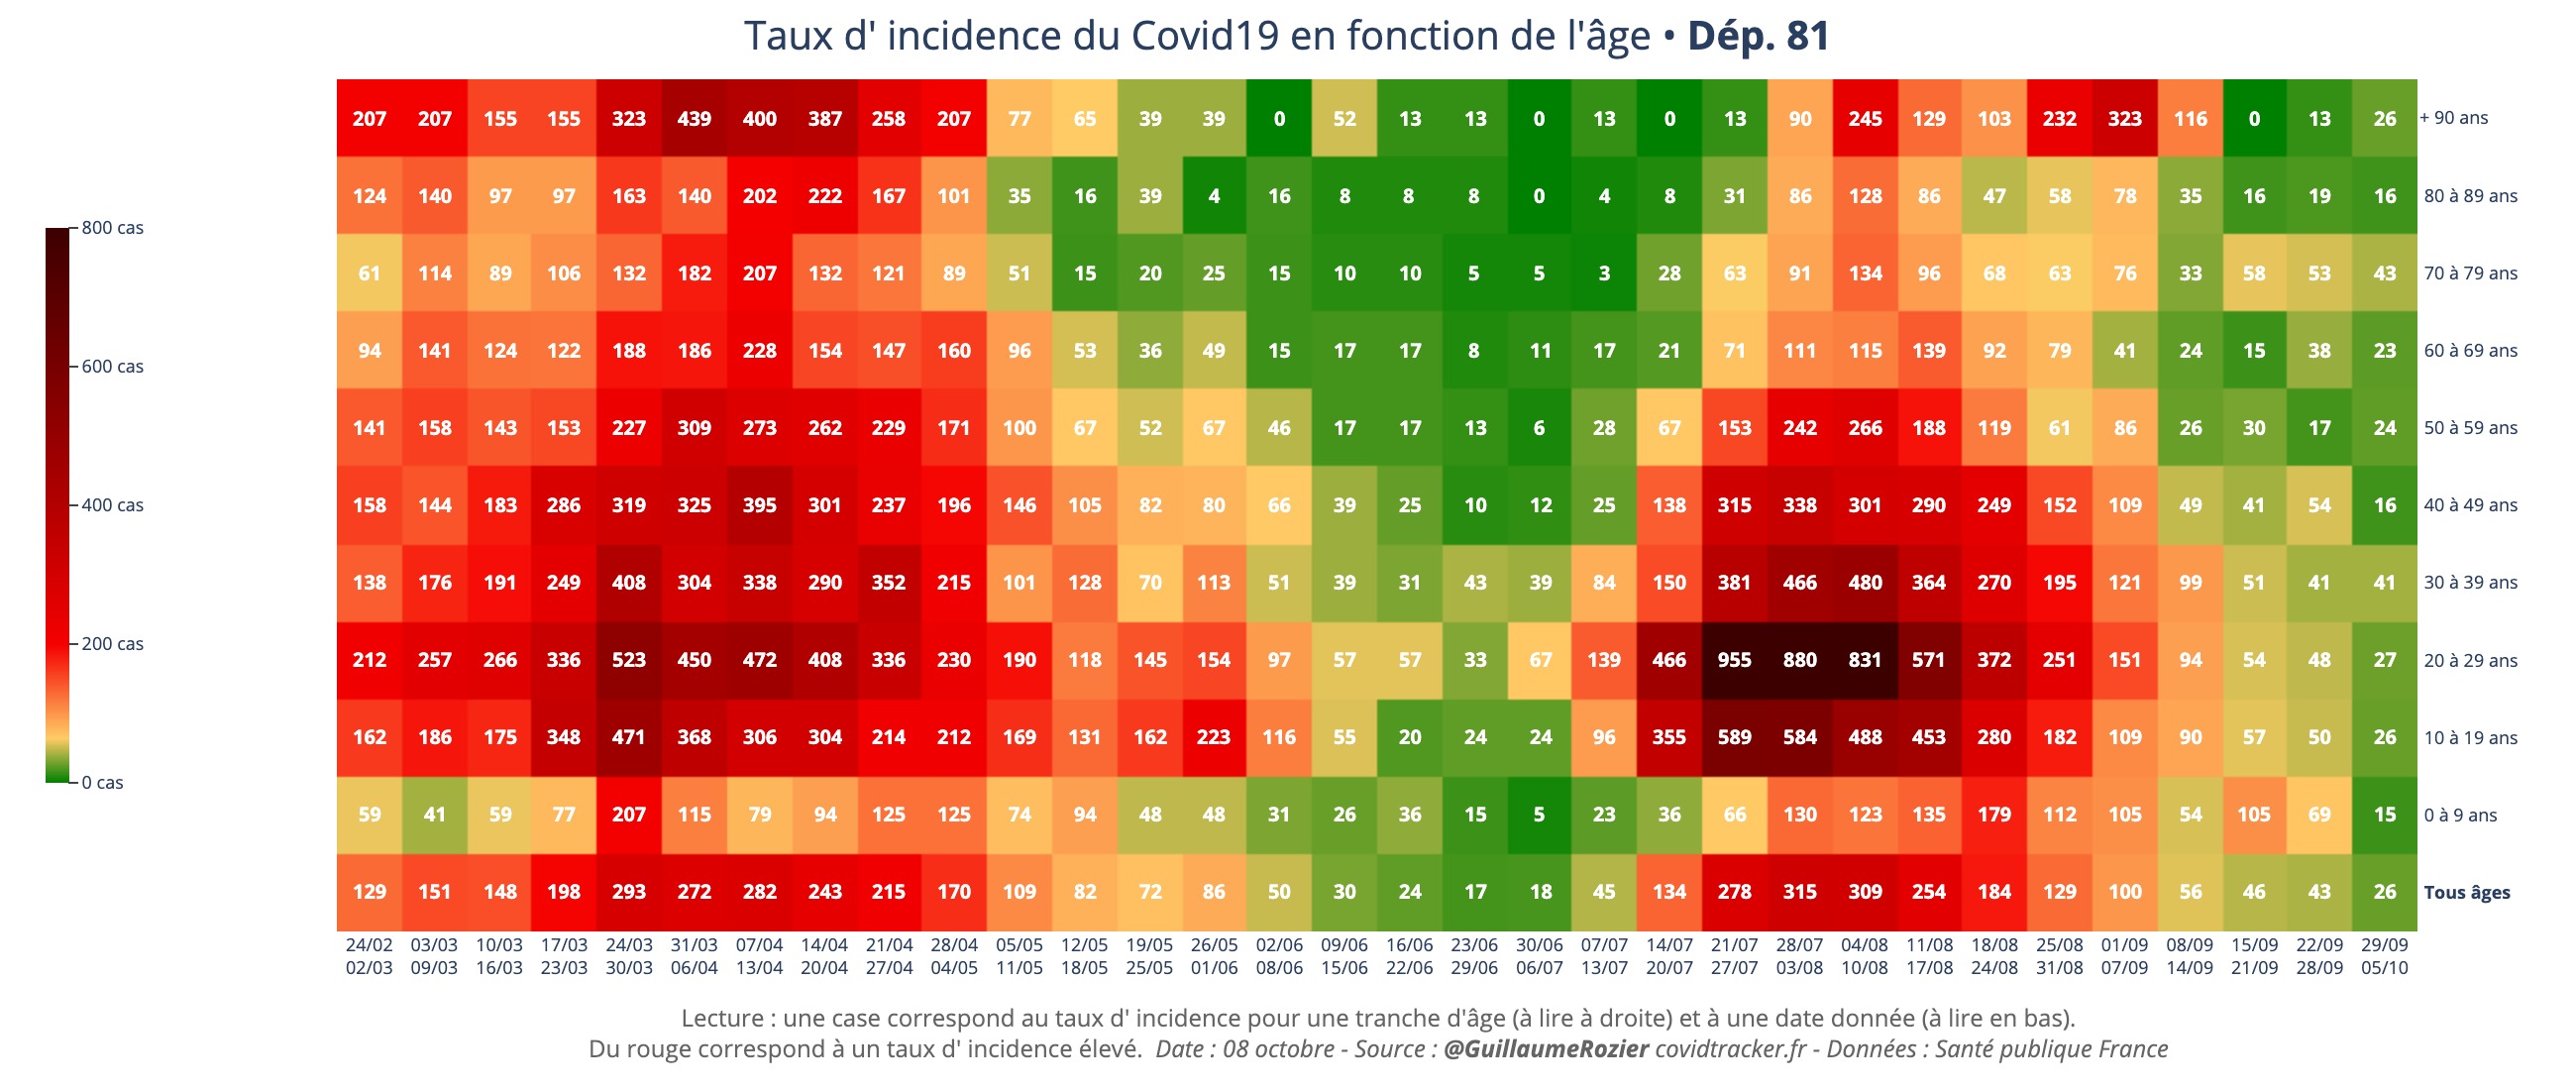 Taux d' incidence du Covid19 en fonction de l'âge • Dép. 81
800 cas
600 cas
400 cas
200 cas
0 cas
207 207 155 155 323 439 400 387 258 207 77 65 39 39 0 52 13 13 0 13 0 13 90 245 129 103 232 323 116 0 13 26 + 90 ans
124 140 97 97 163 140 202 222 167 101 35 16 39 4 16 8 8 8 0 4 8 31 86 128 86 47 58 78 35 16 19 16 80 à 89 ans
61 114 89 106 132 182 207 132 121 89 51 15 20 25 15 10 10 5 5 3 28 63 91 134 96 68 63 76 33 58 53 43 70 à 79 ans
94 141 124 122 188 186 228 154 147 160 96 53 36 49 15 17 17 8 11 17 21 71 111 115 139 92 79 41 24 15 38 23 60 à 69 ans
141 158 143 153 227 309 273 262 229 171 100 67 52 67 46 17 17 13 6 28 67 153 242 266 188 119 61 86 26 30 17 24 50 à 59 ans
158 144 183 286 319 325 395 301 237 196 146 105 82 80 66 39 25 10 12 25 138 315 338 301 290 249 152 109 49 41 54 16 40 à 49 ans
138 176 191 249 408 304 338 290 352 215 101 128 70 113 51 39 31 43 39 84 150 381 466 480 364 270 195 121 99 51 41 41 30 à 39 ans
212 257 266 336 523 450 472 408 336 230 190 118 145 154 97 57 57 33 67 139 466 955 880 831 571 372 251 151 94 54 48 27 20 à 29 ans
162 186 175 348 471 368 306 304 214 212 169 131 162 223 116 55 20 24 24 96 355 589 584 488 453 280 182 109 90 57 50 26 10 à 19 ans
59 41 59 77 207 115 79 94 125 125 74 94 48 48 31 26 36 15 5 23 36 66 130 123 135 179 112 105 54 105 69 15 0 à 9 ans
129 151 148 198 293 272 282 243 215 170 109 82 72 86 50 30 24 17 18 45 134 278 315 309 254 184 129 100 56 46 43 26 Tous âges
24/02 03/03 10/03 17/03 24/03 31/03 07/04 14/04 21/04 28/04 05/05 12/05 19/05 26/05 02/06 09/06 16/06 23/06 30/06 07/07 14/07 21/07 28/07 04/08 11/08 18/08 25/08 01/09 08/09 15/09 22/09 29/09
02/03 09/03 16/03 23/03 30/03 06/04 13/04 20/04 27/04 04/05 11/05 18/05 25/05 01/06 08/06 15/06 22/06 29/06 06/07 13/07 20/07 27/07 03/08 10/08 17/08 24/08 31/08 07/09 14/09 21/09 28/09 05/10
Lecture : une case correspond au taux d' incidence pour une tranche d'âge (à lire à droite) et à une date donnée (à lire en bas).
Du rouge correspond à un taux d' incidence élevé. Date : 08 octobre - Source : @GuillaumeRozier covidtracker.fr - Données : Santé publique France